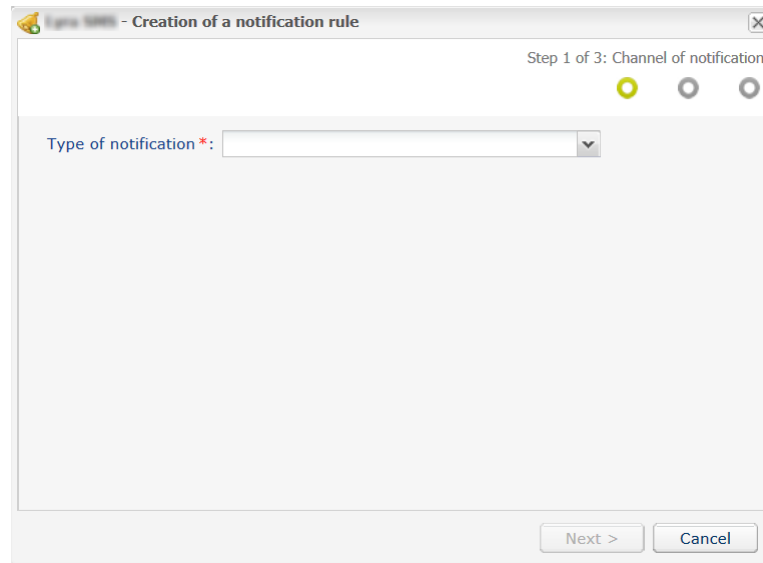 - Creation of a notification rule
Step 1 of 3: Channel of notification
Type of notification *:
Next >
Cancel